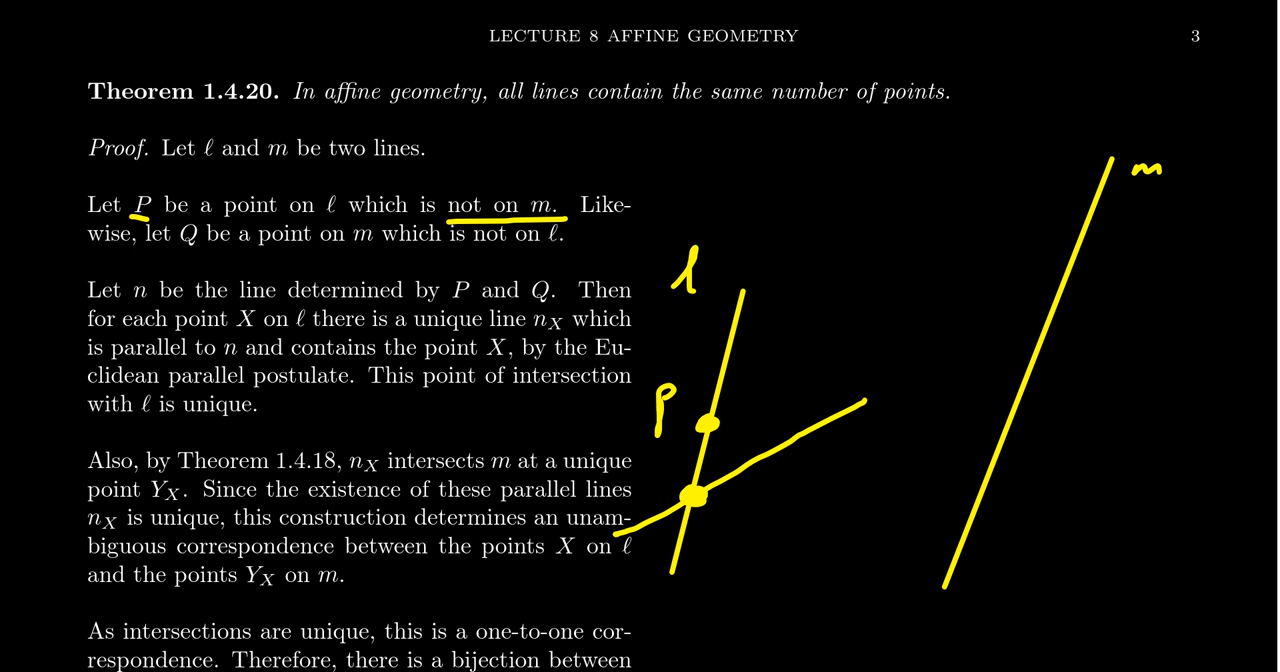 LECTURE 8 AFFINE GEOMETRY 3
Theorem 1.4.20. In affine geometry, all lines contain the same number of points.
Proof. Let ℓ and m be two lines.
m
Let P be a point on ℓ which is not on m. Like-
wise, let Q be a point on m which is not on ℓ.
ℓ
Let n be the line determined by P and Q. Then
for each point X on ℓ there is a unique line n_X which
is parallel to n and contains the point X, by the Eu-
clidean parallel postulate. This point of intersection
with ℓ is unique.
P
Also, by Theorem 1.4.18, n_X intersects m at a unique
point Y_X. Since the existence of these parallel lines
n_X is unique, this construction determines an unam-
biguous correspondence between the points X on ℓ
and the points Y_X on m.
As intersections are unique, this is a one-to-one cor-
respondence. Therefore, there is a bijection between